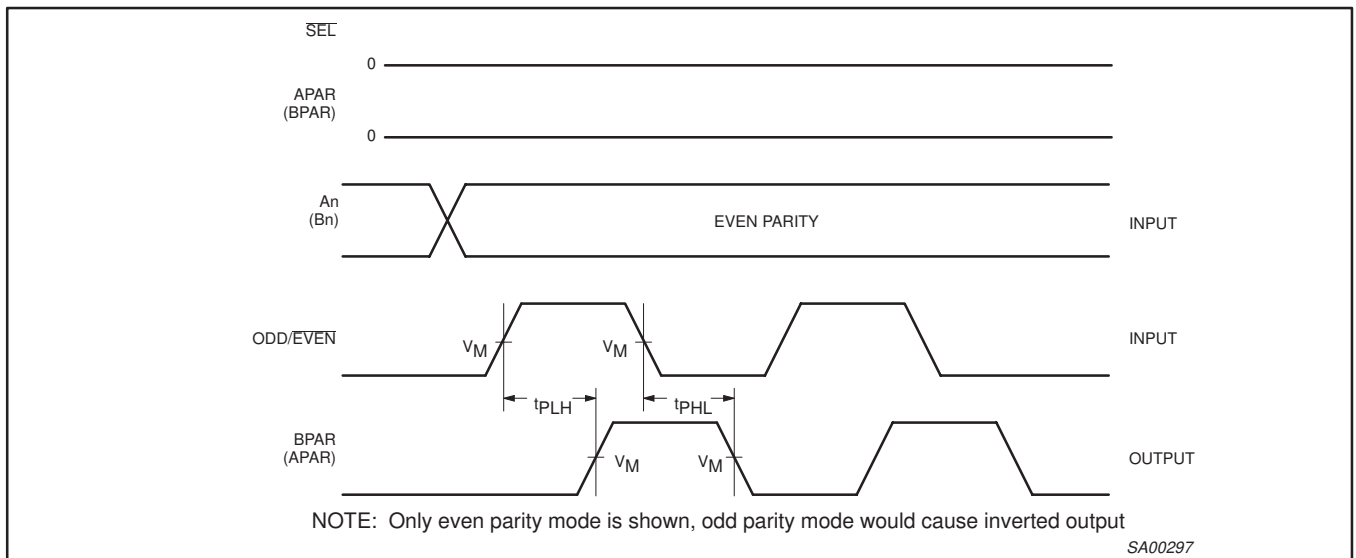 SEL
0
APAR
(BPAR)
0
An
(Bn)
EVEN PARITY
INPUT
ODD/EVEN
VM
VM
INPUT
tPLH
tPHL
BPAR
(APAR)
VM
VM
OUTPUT
NOTE: Only even parity mode is shown, odd parity mode would cause inverted output
SA00297